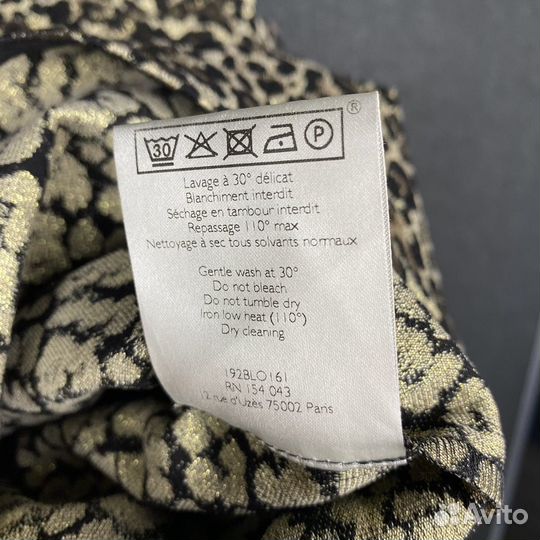 ®
30 P
Lavage à 30° délicat
Blanchiment interdit
Séchage en tambour interdit
Repassage 110° max
Nettoyage à sec tous solvants normaux
Gentle wash at 30°
Do not bleach
Do not tumble dry
Iron low heat (110°)
Dry cleaning
192BLO161
RN 154 043
12 rue d'Uzès 75002 Paris
Avito